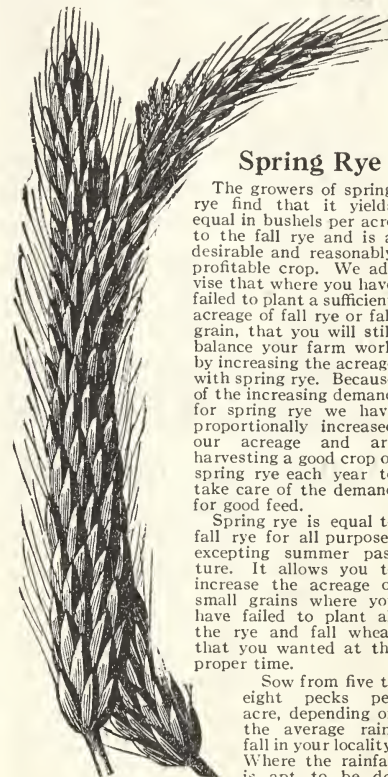 Spring Rye
The growers of spring
rye find that it yields
equal in bushels per acre
to the fall rye and is a
desirable and reasonably
profitable crop. We ad-
vise that where you have
failed to plant a sufficient
acreage of fall rye or fall
grain, that you will still
balance your farm work
by increasing the acreage
with spring rye. Because
of the increasing demand
for spring rye we have
proportionally increased
our acreage and are
harvesting a good crop of
spring rye each year to
take care of the demand
for good feed.
Spring rye is equal to
fall rye for all purposes
excepting summer pas-
ture. It allows you to
increase the acreage of
small grains where you
have failed to plant all
the rye and fall wheat
that you wanted at the
proper time.
Sow from five to
eight pecks per
acre, depending on
the average rain-
fall in your locality.
Where the rainfall
is apt to be de-